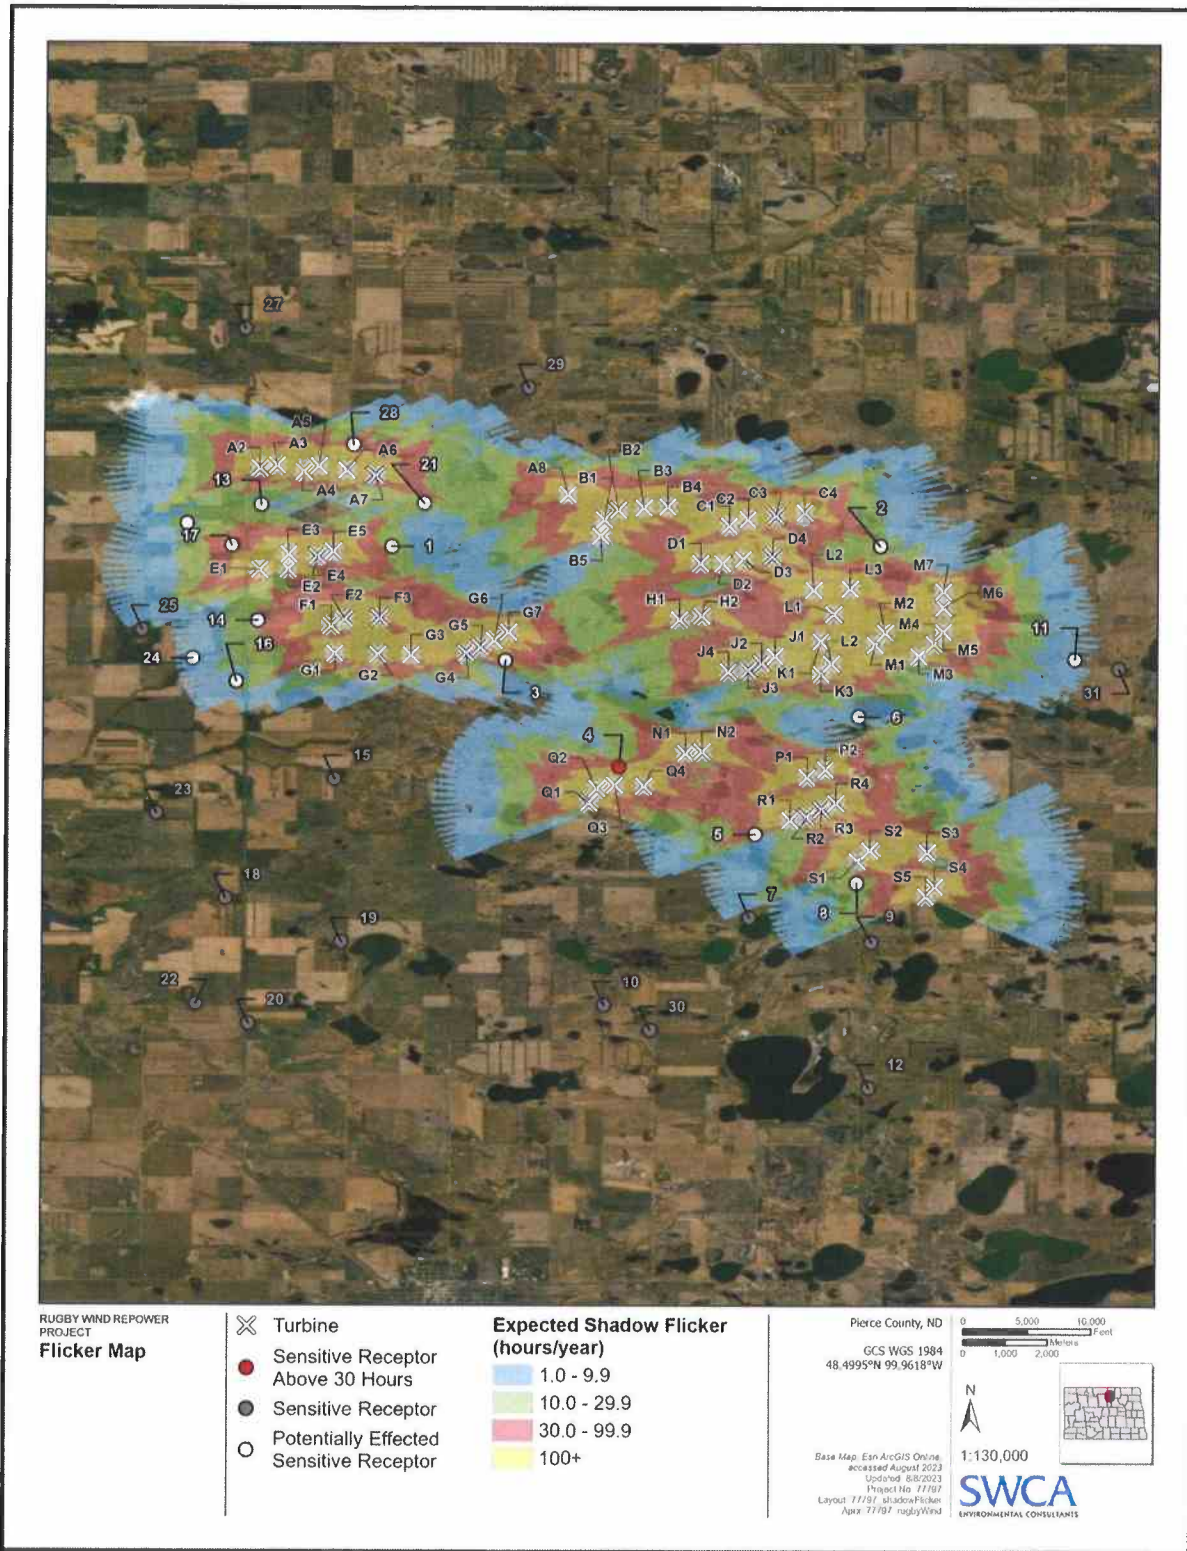 27
29
28
A5
A2
A3
A6
21
A4
A7
13
A8
B1
B2
B3
B4
C1
C2
C3
C4
2
17
E3
E5
1
B5
D1
D4
L2
L3
M7
E1
E2
E4
D2
D3
M6
F1
E2
F3
G6
G7
H1
H2
L1
M2
25
14
G5
J1
L2
M4
11
24
16
G3
J2
M5
G1
G2
G4
J4
J3
K1
M1
M3
31
3
K3
6
4
N1
N2
15
Q2
Q4
P1
P2
23
Q1
R1
R4
Q3
5
R2
R3
S2
S3
18
S1
S5
S4
7
8
9
19
22
20
10
30
12
RUGBY WIND REPOWER
PROJECT
Flicker Map
Turbine
Sensitive Receptor
Above 30 Hours
Sensitive Receptor
Potentially Effected
Sensitive Receptor
Expected Shadow Flicker
(hours/year)
1.0 - 9.9
10.0 - 29.9
30.0 - 99.9
100+
Pierce County, ND
GCS WGS 1984
48.4995°N 99.9618°W
Base Map: Esri ArcGIS Online,
accessed August 2023
Updated: 8/8/2023
Project No. 77797
Layout: 77797_shadowFlicker
Aprx: 77797_rugbyWind
0 5,000 10,000
Feet
Meters
0 1,000 2,000
N
1:130,000
SWCA
ENVIRONMENTAL CONSULTANTS